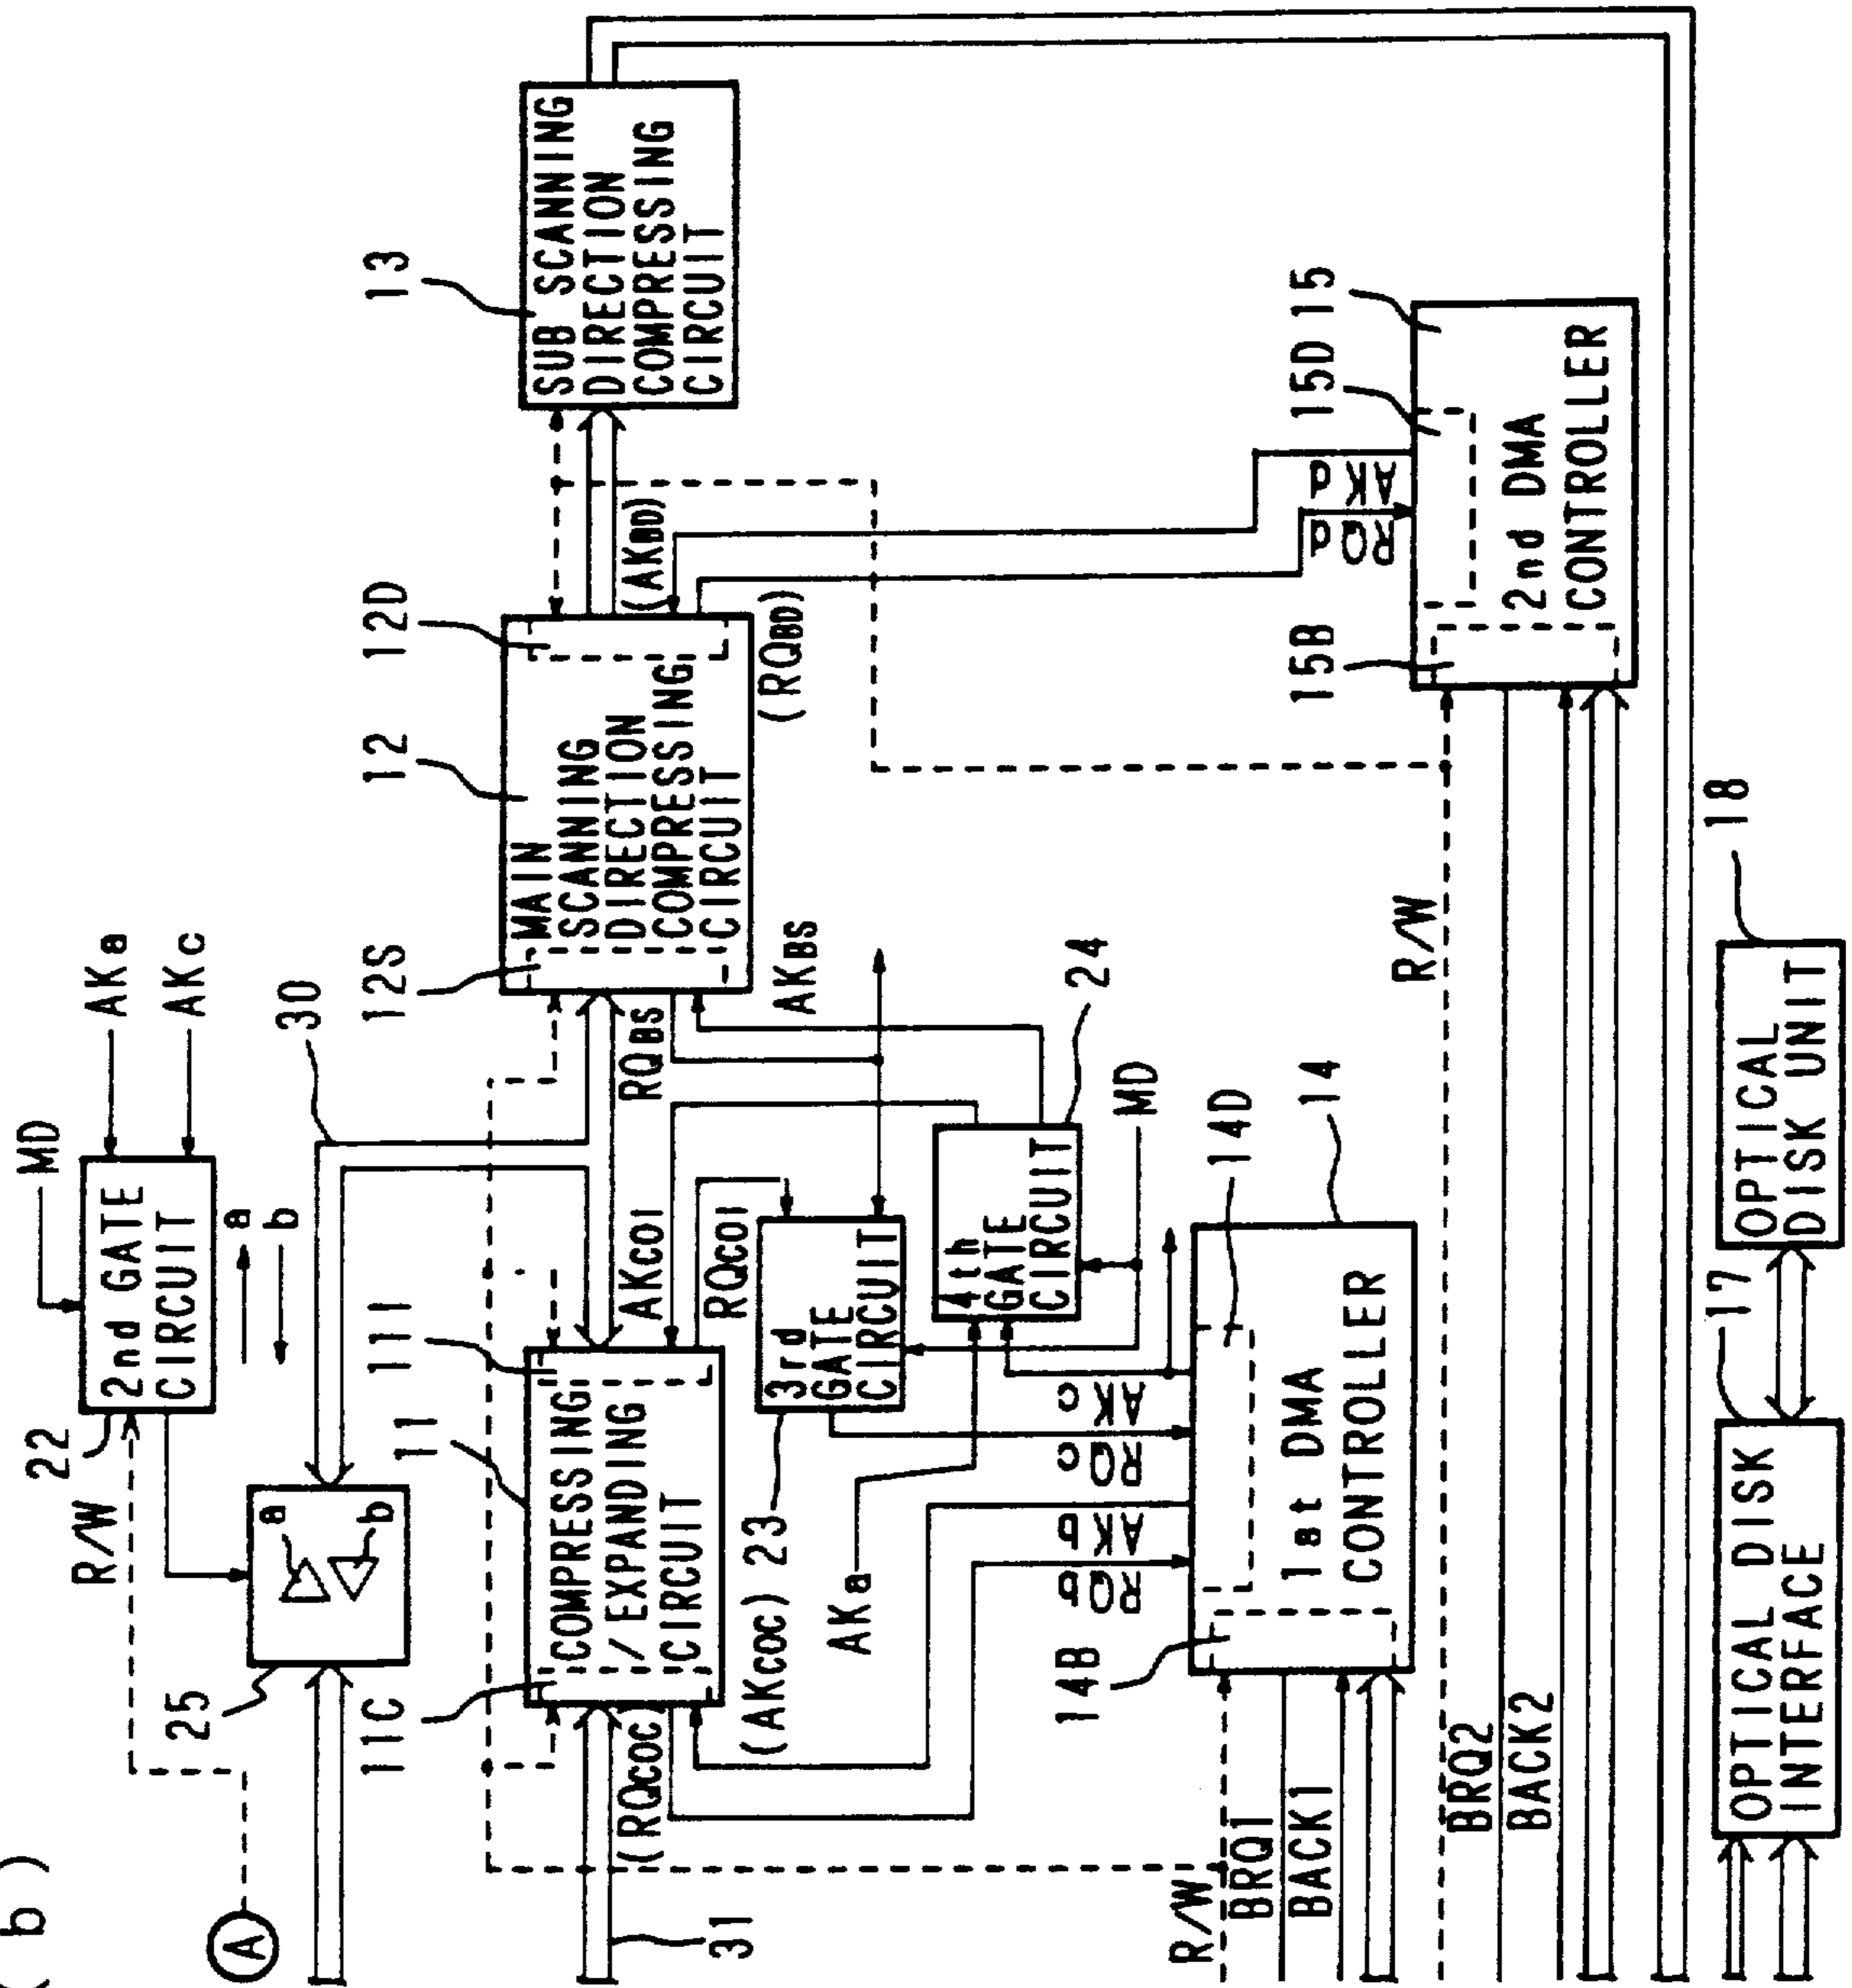 (b)
A
R/W
22
2nd GATE
CIRCUIT
MD
AKa
AKc
a
b
25
a
b
30
31
11C
11
11I
COMPRESSING
/EXPANDING
CIRCUIT
(RQCOC)
(AKCOC)
AKCOI
RQCOI
12S
12
12D
MAIN
SCANNING
DIRECTION
COMPRESSING
CIRCUIT
RQBS
AKBS
(AKBD)
(RQBD)
13
SUB SCANNING
DIRECTION
COMPRESSING
CIRCUIT
23
3rd
GATE
CIRCUIT
AKa
24
4th
GATE
CIRCUIT
MD
RQb
AKb
RQc
AKc
14B
14D
14
1st DMA
CONTROLLER
R/W
BRQ1
BACK1
R/W
RQd
AKd
15B
15D
15
2nd DMA
CONTROLLER
BRQ2
BACK2
17
OPTICAL DISK
INTERFACE
18
OPTICAL
DISK UNIT